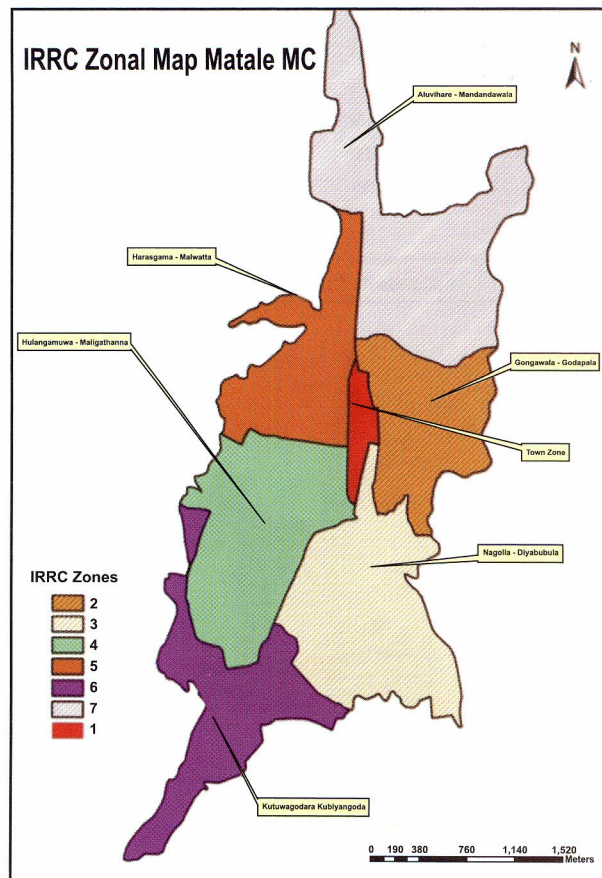 IRRC Zonal Map Matale MC
N
Aluvihare - Mandandawala
Harasgama - Malwatta
Hulangamuwa - Maligathanna
Gongawala - Godapala
Town Zone
Nagolla - Diyabubula
IRRC Zones
2
3
4
5
6
7
1
Kutuwagodara Kubiyangoda
0 190 380 760 1,140 1,520
Meters